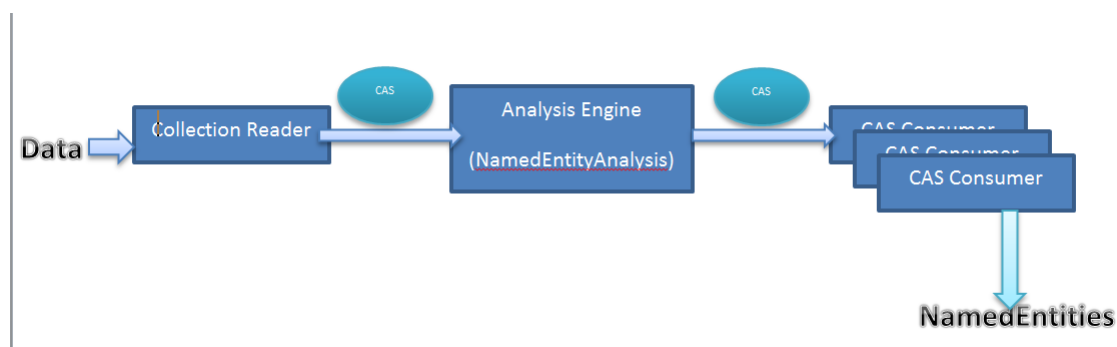 CAS
CAS
Analysis Engine
(NamedEntityAnalysis)
Collection Reader
Data
CAS Consumer
CAS Consumer
CAS Consumer
NamedEntities